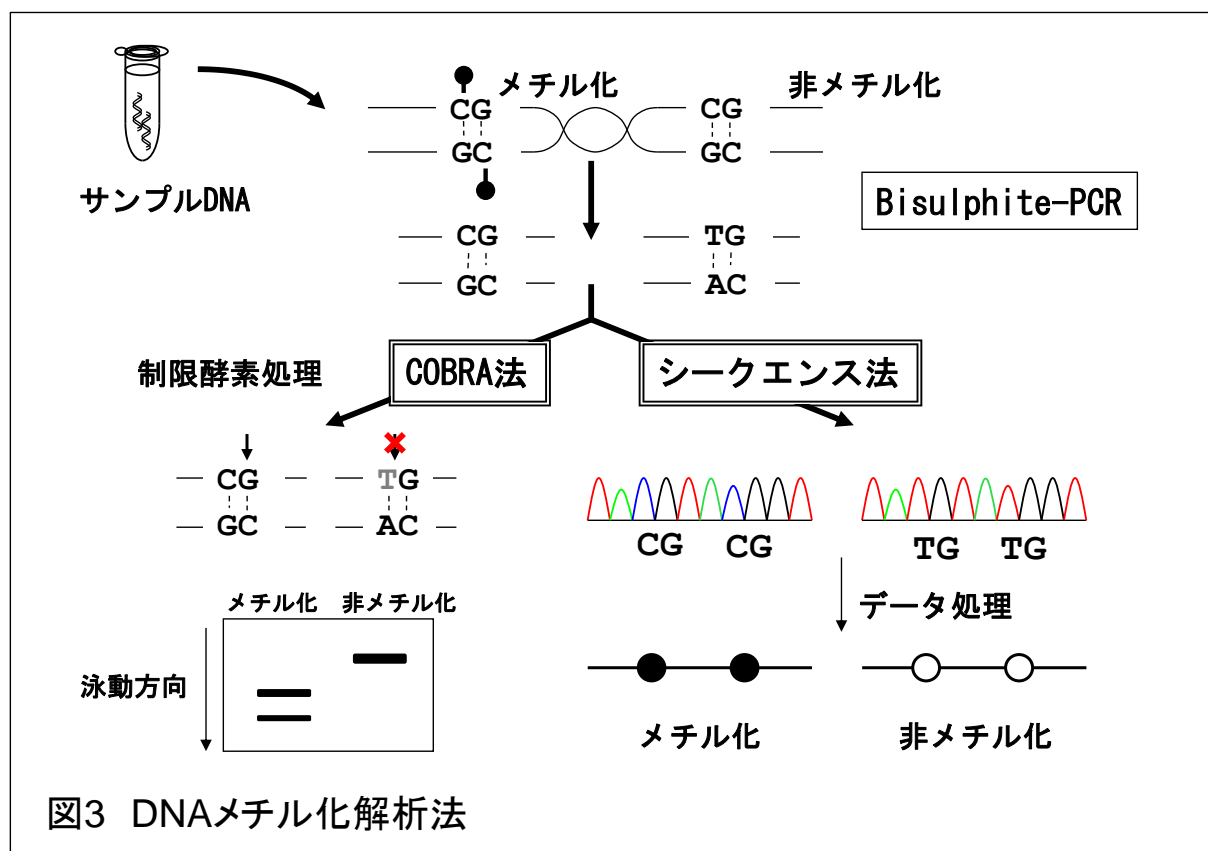 メチル化
非メチル化
CG
CG
GC
GC
サンプルDNA
Bisulphite-PCR
CG
TG
GC
AC
制限酵素処理
COBRA法
シークエンス法
CG
TG
GC
AC
CG
CG
TG
TG
メチル化
非メチル化
データ処理
泳動方向
メチル化
非メチル化
図3 DNAメチル化解析法